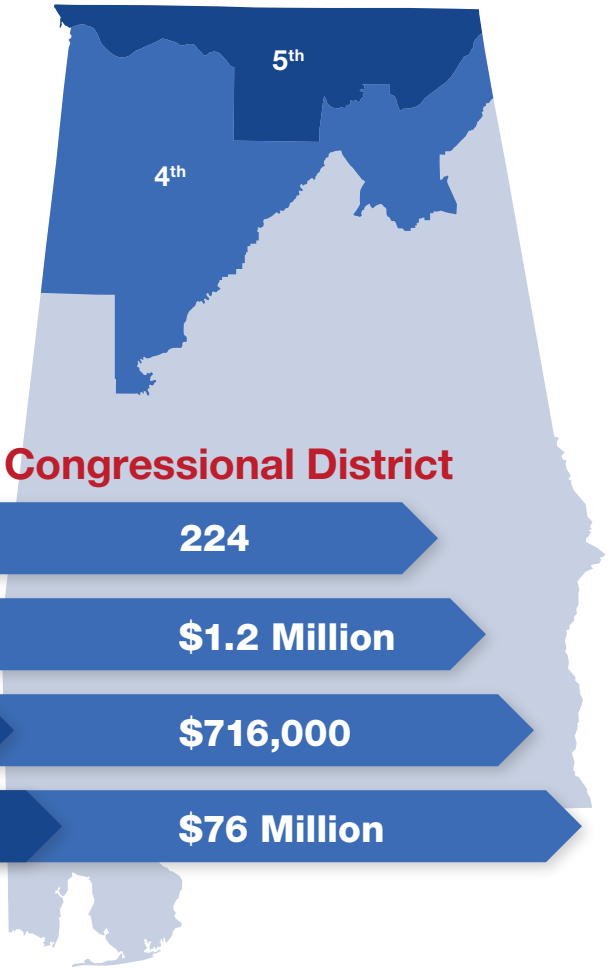 5th
4th
Congressional District
224
$1.2 Million
$716,000
$76 Million